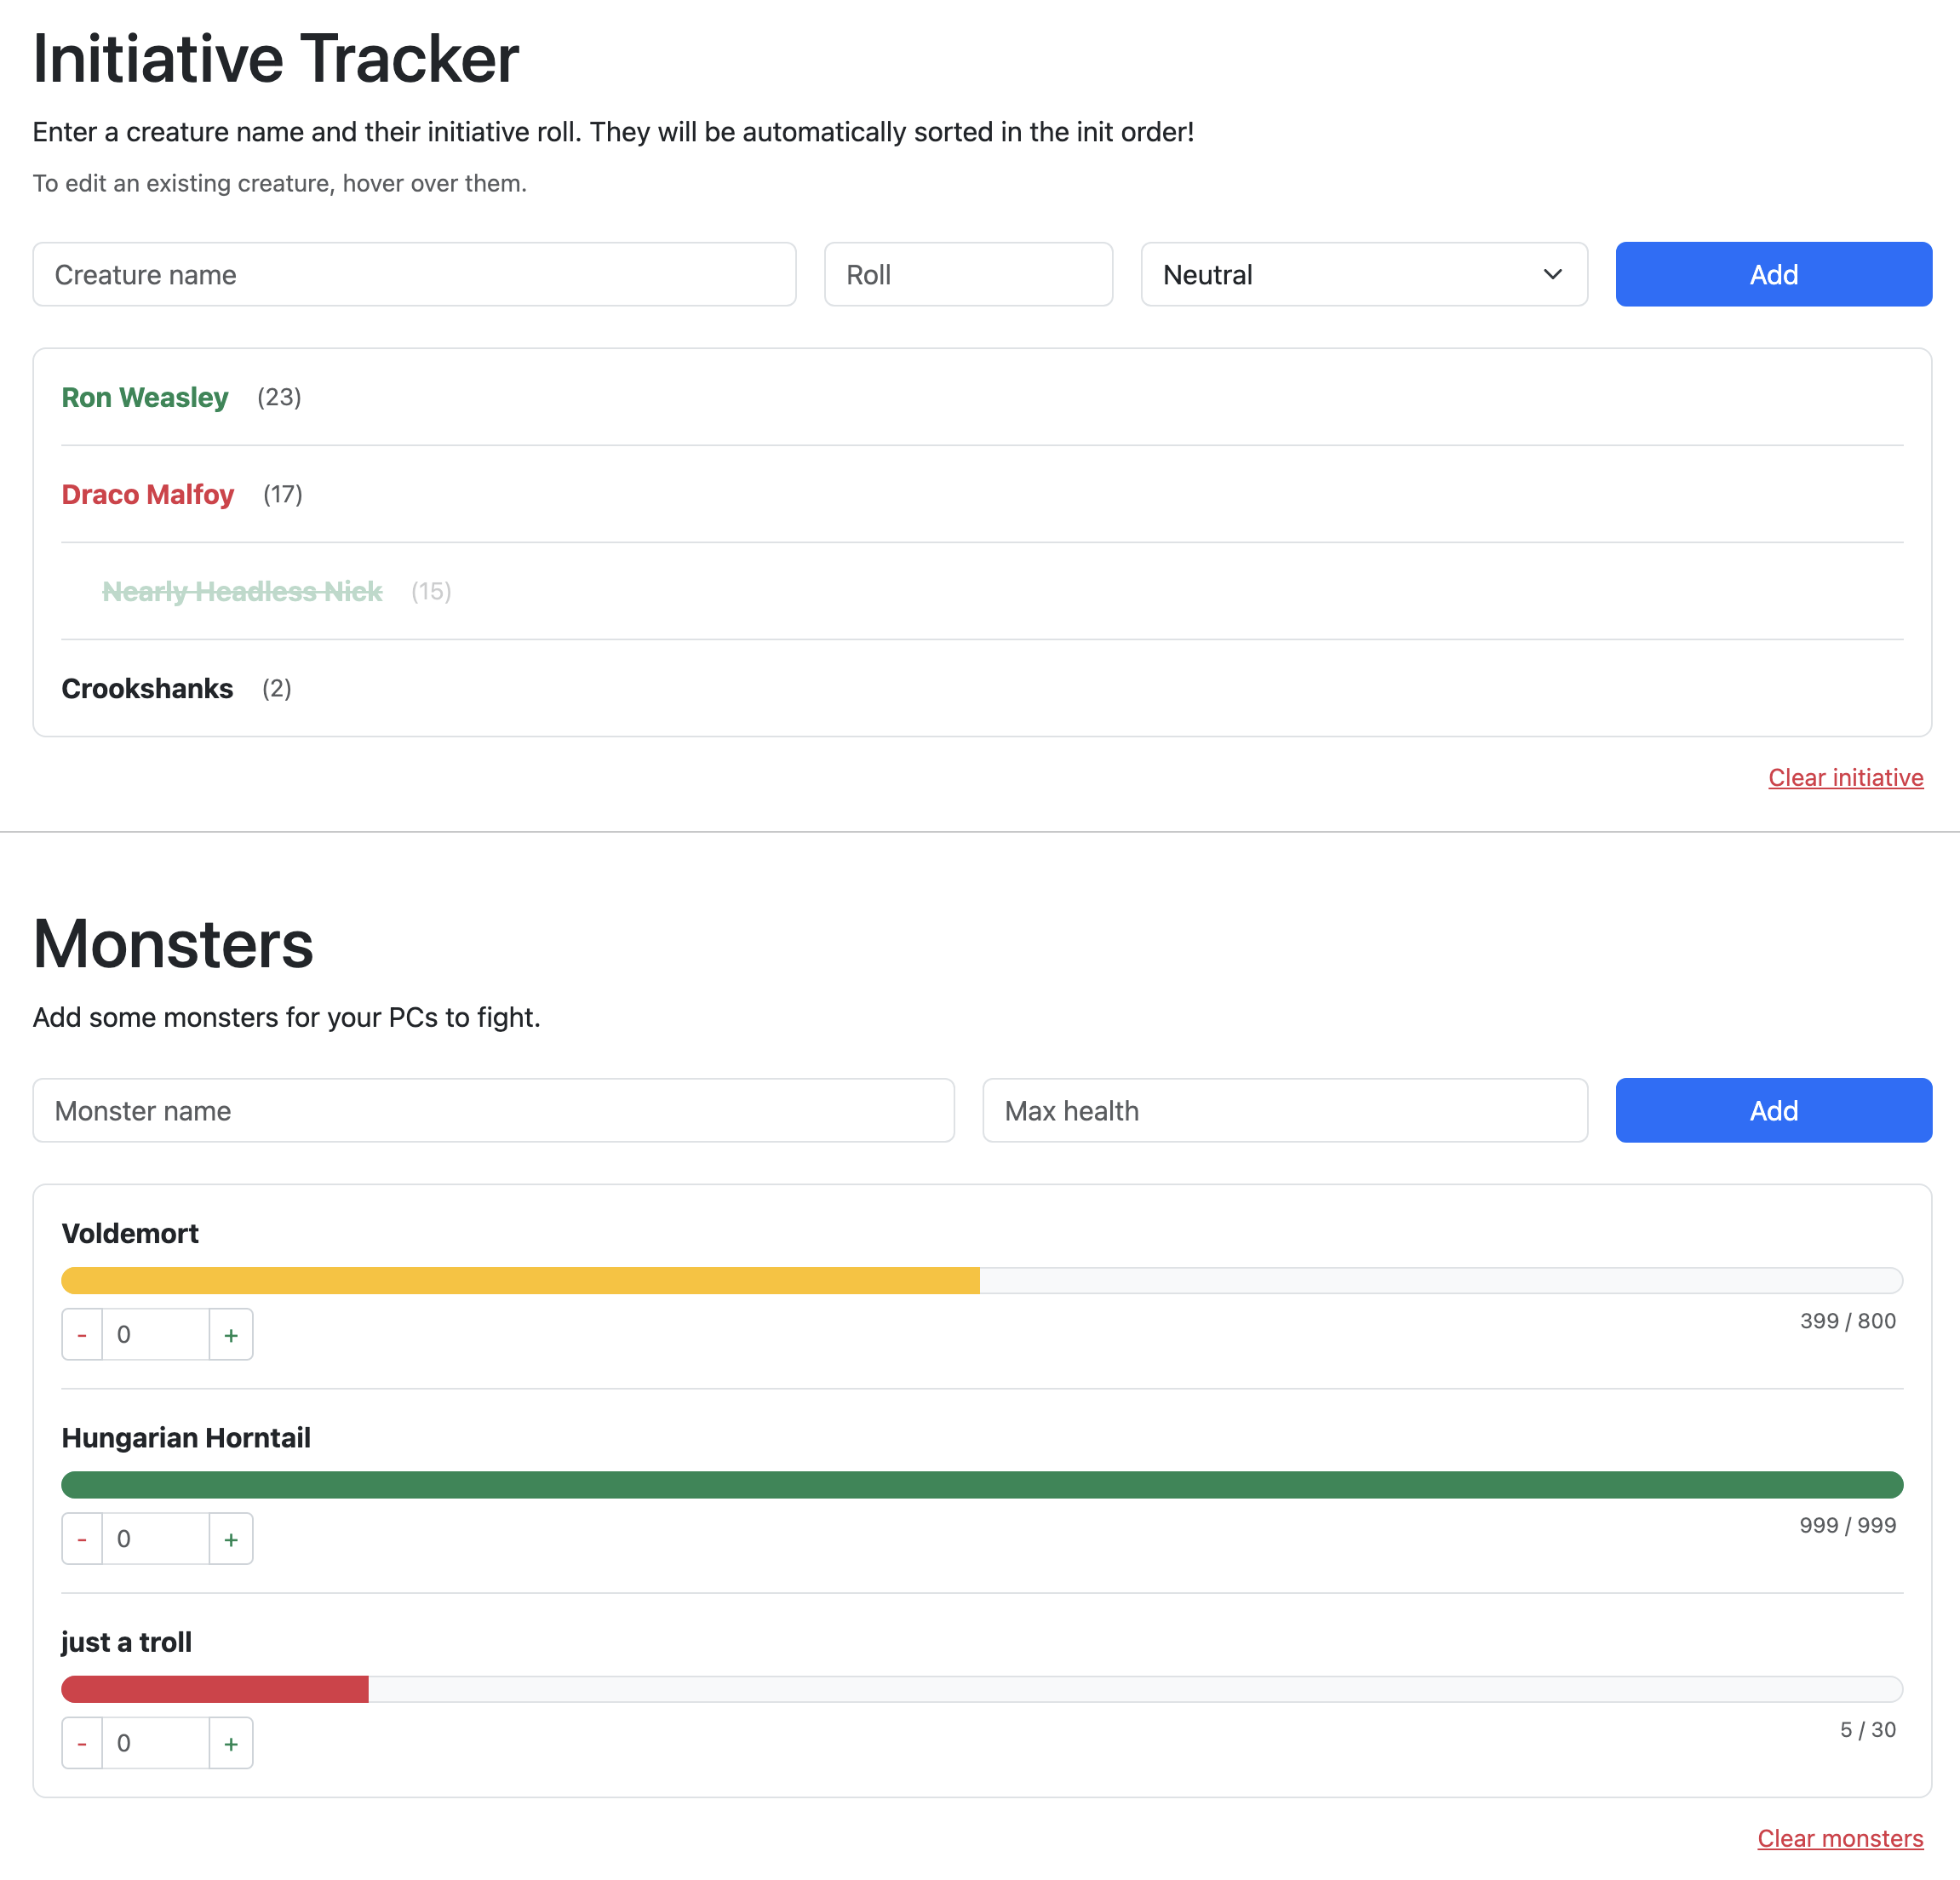 Initiative Tracker
Enter a creature name and their initiative roll. They will be automatically sorted in the init order!
To edit an existing creature, hover over them.
Creature name Roll Neutral Add
Ron Weasley (23)
Draco Malfoy (17)
Nearly Headless Nick (15)
Crookshanks (2)
Clear initiative
Monsters
Add some monsters for your PCs to fight.
Monster name Max health Add
Voldemort
399 / 800
- 0 +
Hungarian Horntail
999 / 999
- 0 +
just a troll
5 / 30
- 0 +
Clear monsters